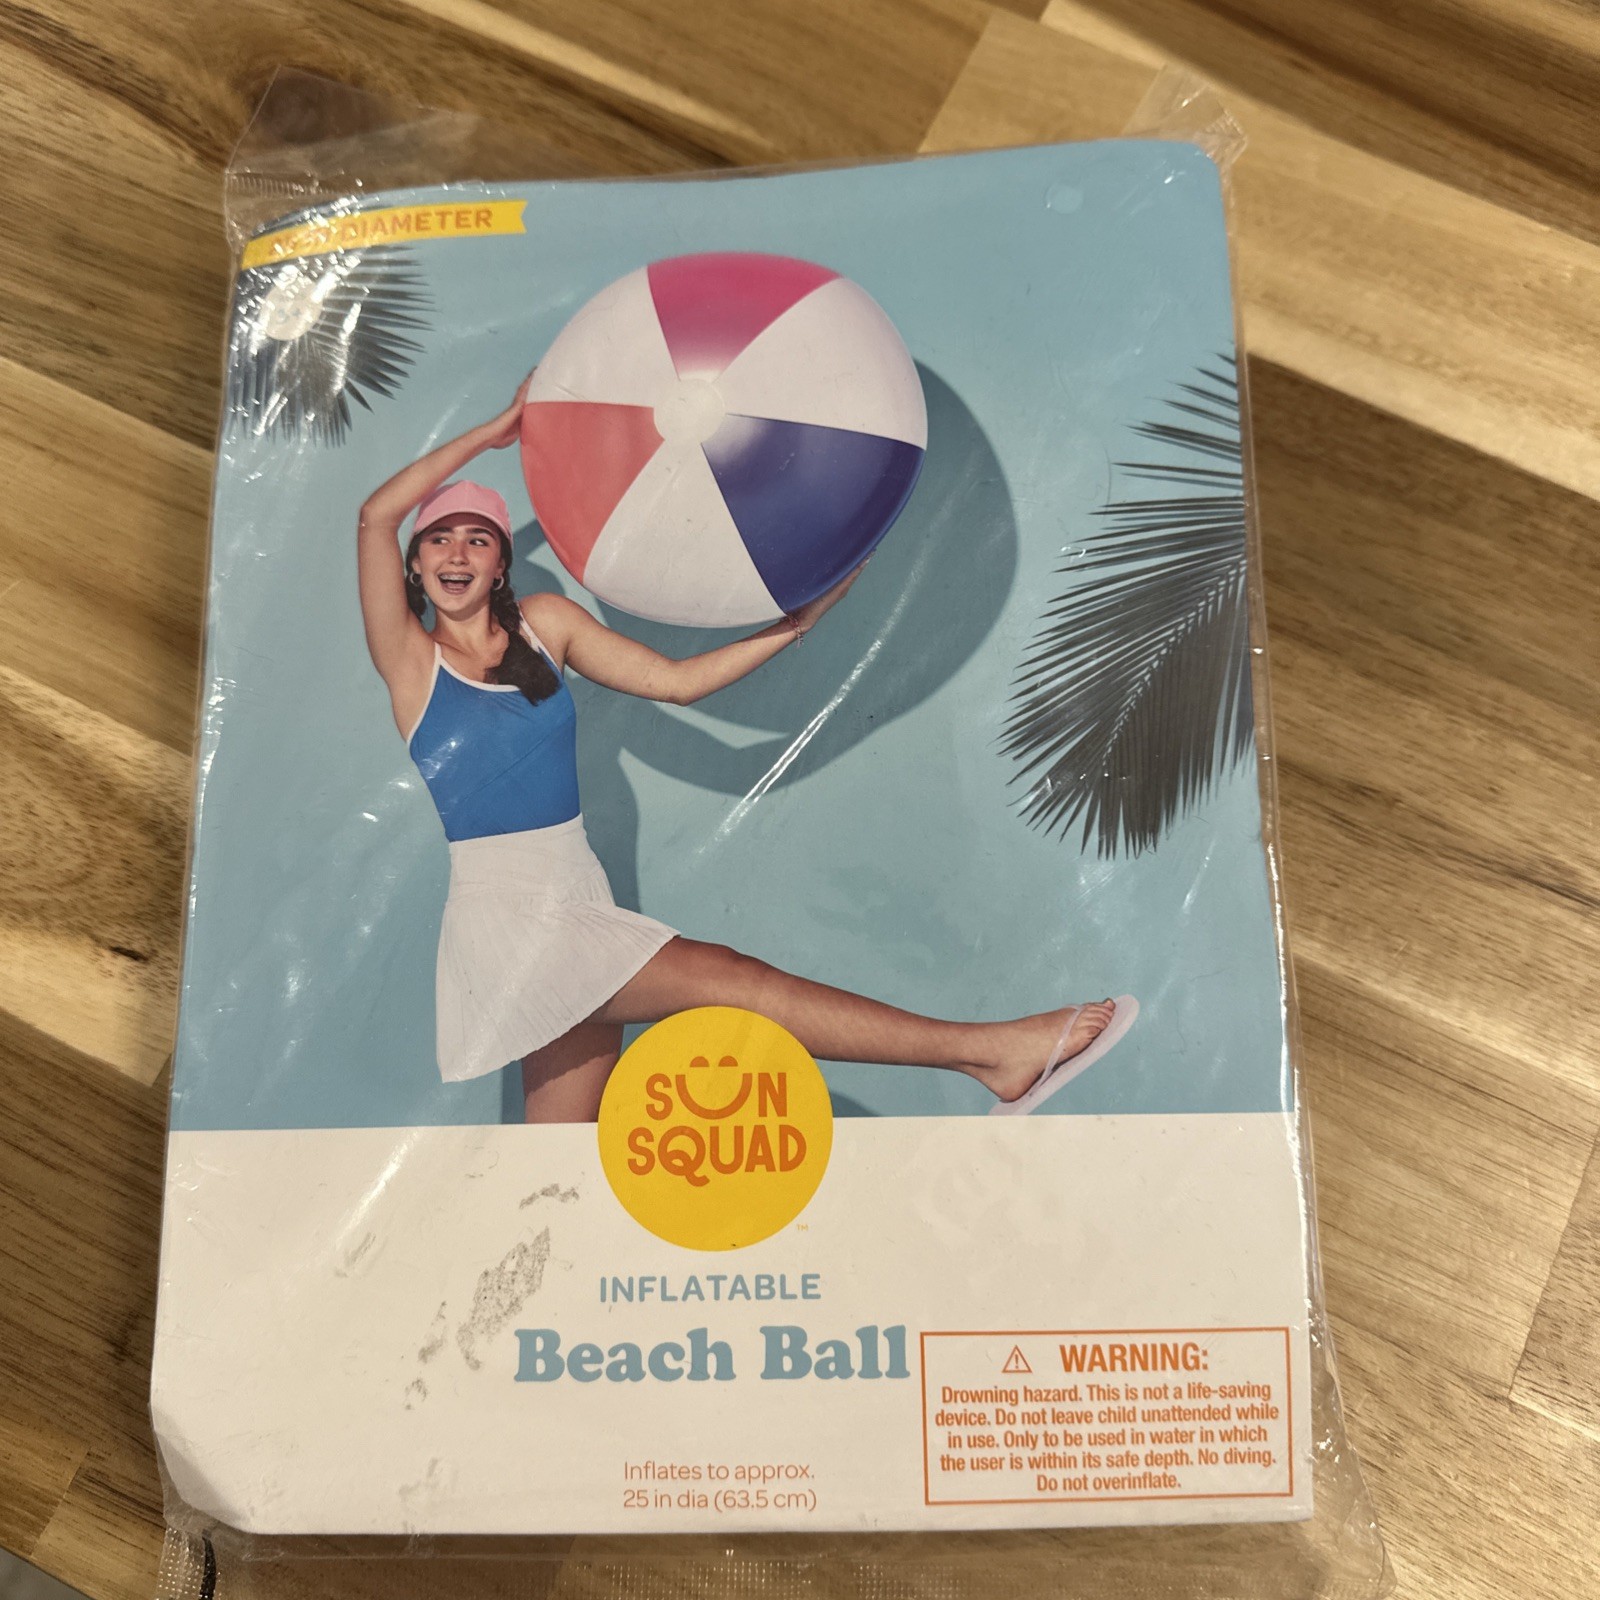 DIAMETER
SUN
SQUAD
TM
INFLATABLE
Beach Ball
WARNING:
Drowning hazard. This is not a life-saving
device. Do not leave child unattended while
in use. Only to be used in water in which
the user is within its safe depth. No diving.
Do not overinflate.
Inflates to approx.
25 in dia (63.5 cm)